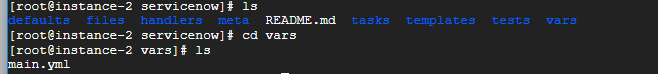 [root@instance-2 servicenow]# ls
defaults  files  handlers  meta  README.md  tasks  templates  tests  vars
[root@instance-2 servicenow]# cd vars
[root@instance-2 vars]# ls
main.yml